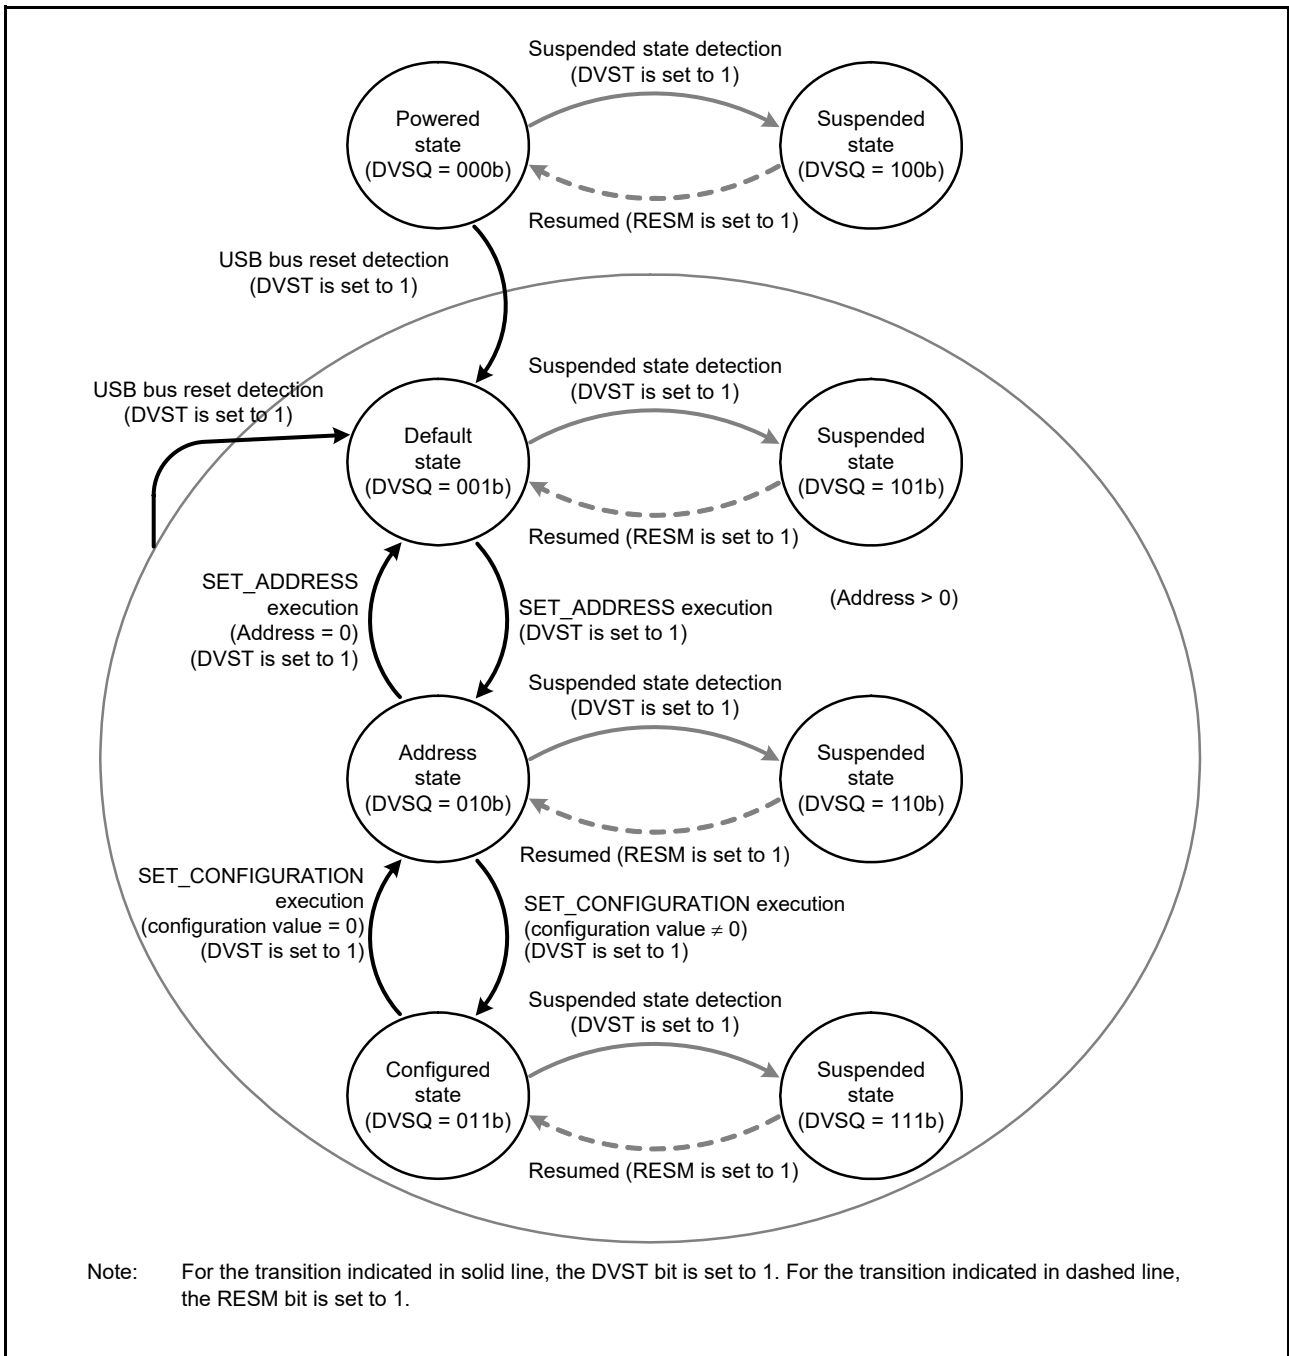 Suspended state detection
(DVST is set to 1)
Powered
state
(DVSQ = 000b)
Suspended
state
(DVSQ = 100b)
Resumed (RESM is set to 1)
USB bus reset detection
(DVST is set to 1)
Suspended state detection
(DVST is set to 1)
USB bus reset detection
(DVST is set to 1)
Default
state
(DVSQ = 001b)
Suspended
state
(DVSQ = 101b)
Resumed (RESM is set to 1)
SET_ADDRESS
execution
(Address = 0)
(DVST is set to 1)
SET_ADDRESS execution
(DVST is set to 1)
(Address > 0)
Suspended state detection
(DVST is set to 1)
Address
state
(DVSQ = 010b)
Suspended
state
(DVSQ = 110b)
Resumed (RESM is set to 1)
SET_CONFIGURATION
execution
(configuration value = 0)
(DVST is set to 1)
SET_CONFIGURATION execution
(configuration value ≠ 0)
(DVST is set to 1)
Suspended state detection
(DVST is set to 1)
Configured
state
(DVSQ = 011b)
Suspended
state
(DVSQ = 111b)
Resumed (RESM is set to 1)
Note: For the transition indicated in solid line, the DVST bit is set to 1. For the transition indicated in dashed line,
the RESM bit is set to 1.